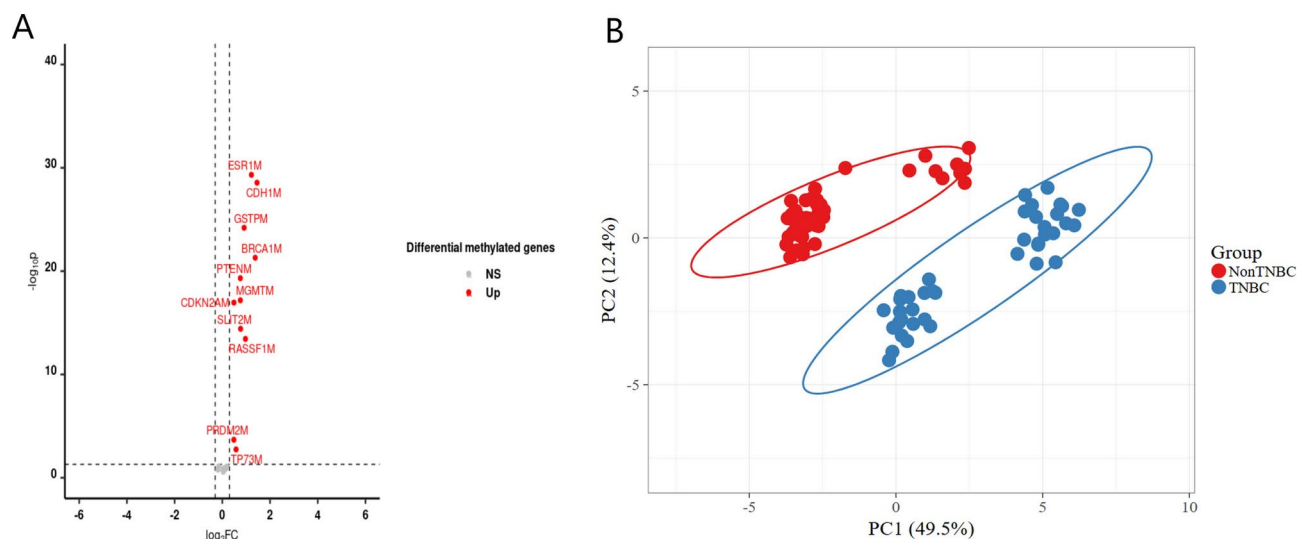 A
40
30
20
10
0
-log10P
ESR1M
CDH1M
GSTPM
BRCA1M
PTENM
MGMTM
CDKN2AM
SLIT2M
RASSF1M
PRDM2M
TP73M
-6 -4 -2 0 2 4 6
log2FC
Differential methylated genes
NS
Up
B
5
0
-5
PC2 (12.4%)
-5 0 5 10
PC1 (49.5%)
Group
NonTNBC
TNBC